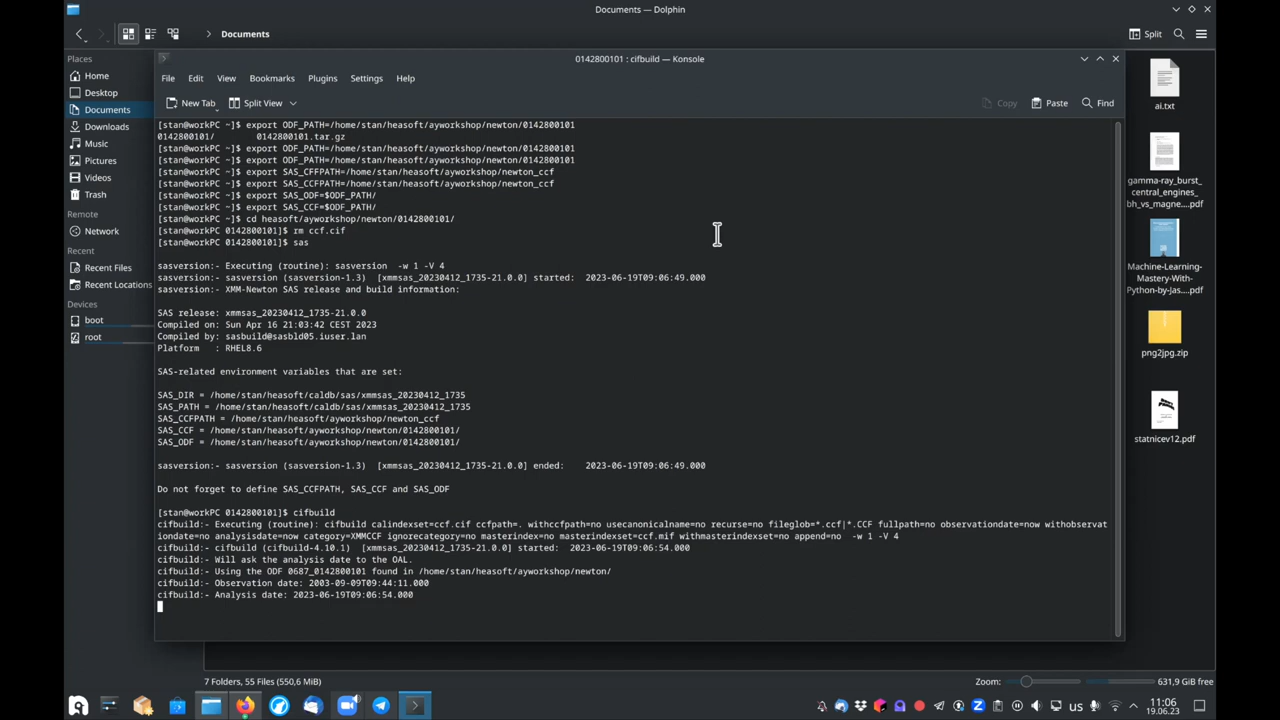 Documents — Dolphin
Documents
Split
Places
Home
Desktop
Documents
Downloads
Music
Pictures
Videos
Trash
Remote
Network
Recent
Recent Files
Recent Locations
Devices
boot
root
0142800101 : cifbuild — Konsole
File Edit View Bookmarks Plugins Settings Help
New Tab Split View Copy Paste Find
[stan@workPC ~]$ export ODF_PATH=/home/stan/heasoft/ayworkshop/newton/0142800101
0142800101/ 0142800101.tar.gz
[stan@workPC ~]$ export ODF_PATH=/home/stan/heasoft/ayworkshop/newton/0142800101
[stan@workPC ~]$ export ODF_PATH=/home/stan/heasoft/ayworkshop/newton/0142800101
[stan@workPC ~]$ export SAS_CFFPATH=/home/stan/heasoft/ayworkshop/newton_ccf
[stan@workPC ~]$ export SAS_CCFPATH=/home/stan/heasoft/ayworkshop/newton_ccf
[stan@workPC ~]$ export SAS_ODF=$ODF_PATH/
[stan@workPC ~]$ export SAS_CCF=$ODF_PATH/
[stan@workPC ~]$ cd heasoft/ayworkshop/newton/0142800101/
[stan@workPC 0142800101]$ rm ccf.cif
[stan@workPC 0142800101]$ sas
sasversion:- Executing (routine): sasversion -w 1 -V 4
sasversion:- sasversion (sasversion-1.3) [xmmsas_20230412_1735-21.0.0] started: 2023-06-19T09:06:49.000
sasversion:- XMM-Newton SAS release and build information:
SAS release: xmmsas_20230412_1735-21.0.0
Compiled on: Sun Apr 16 21:03:42 CEST 2023
Compiled by: sasbuild@sasbld05.iuser.lan
Platform : RHEL8.6
SAS-related environment variables that are set:
SAS_DIR = /home/stan/heasoft/caldb/sas/xmmsas_20230412_1735
SAS_PATH = /home/stan/heasoft/caldb/sas/xmmsas_20230412_1735
SAS_CCFPATH = /home/stan/heasoft/ayworkshop/newton_ccf
SAS_CCF = /home/stan/heasoft/ayworkshop/newton/0142800101/
SAS_ODF = /home/stan/heasoft/ayworkshop/newton/0142800101/
sasversion:- sasversion (sasversion-1.3) [xmmsas_20230412_1735-21.0.0] ended: 2023-06-19T09:06:49.000
Do not forget to define SAS_CCFPATH, SAS_CCF and SAS_ODF
[stan@workPC 0142800101]$ cifbuild
cifbuild:- Executing (routine): cifbuild calindexset=ccf.cif ccfpath=. withccfpath=no usecanonicalname=no recurse=no fileglob=*.ccf|*.CCF fullpath=no observationdate=now withobservat
iondate=no analysisdate=now category=XMMCCF ignorecategory=no masterindex=no masterindexset=ccf.mif withmasterindexset=no append=no -w 1 -V 4
cifbuild:- cifbuild (cifbuild-4.10.1) [xmmsas_20230412_1735-21.0.0] started: 2023-06-19T09:06:54.000
cifbuild:- Will ask the analysis date to the OAL.
cifbuild:- Using the ODF 0687_0142800101 found in /home/stan/heasoft/ayworkshop/newton/
cifbuild:- Observation date: 2003-09-09T09:44:11.000
cifbuild:- Analysis date: 2023-06-19T09:06:54.000
ai.txt
gamma-ray_burst_
central_engines_
bh_vs_magne....pdf
Machine-Learning-
Mastery-With-
Python-by-Jas....pdf
png2jpg.zip
statnicev12.pdf
7 Folders, 55 Files (550,6 MiB)
Zoom:
631,9 GiB free
us
11:06
19.06.23